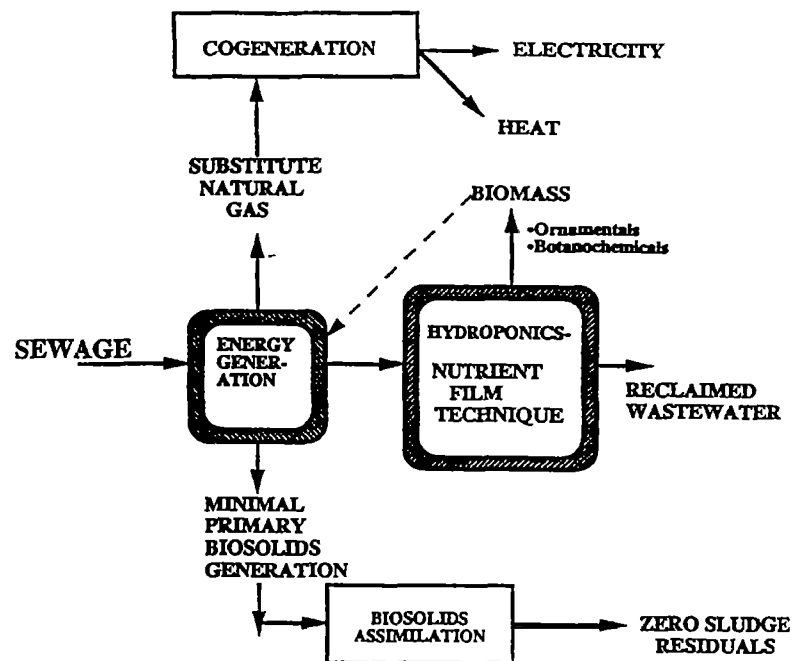 COGENERATION
ELECTRICITY
HEAT
SUBSTITUTE
NATURAL
GAS
BIOMASS
•Ornamentals
•Botanochemicals
SEWAGE
ENERGY
GENER-
ATION
HYDROPONICS-
NUTRIENT
FILM
TECHNIQUE
RECLAIMED
WASTEWATER
MINIMAL
PRIMARY
BIOSOLIDS
GENERATION
BIOSOLIDS
ASSIMILATION
ZERO SLUDGE
RESIDUALS